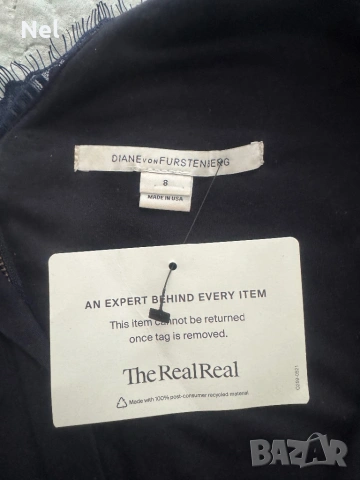 Nel
DIANE VON FURSTENBERG
8
MADE IN USA
AN EXPERT BEHIND EVERY ITEM
This item cannot be returned
once tag is removed.
The RealReal
Made with 100% post-consumer recycled material.
BAZAR